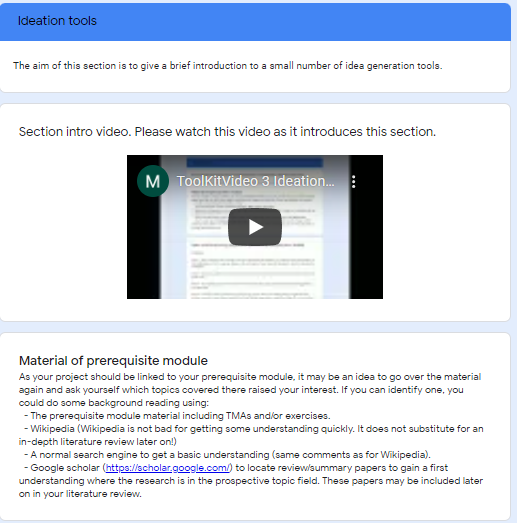 Ideation tools
The aim of this section is to give a brief introduction to a small number of idea generation tools.
Section intro video. Please watch this video as it introduces this section.
M
ToolKitVideo 3 Ideation...
Material of prerequisite module
As your project should be linked to your prerequisite module, it may be an idea to go over the material
again and ask yourself which topics covered there raised your interest. If you can identify one, you
could do some background reading using:
- The prerequisite module material including TMAs and/or exercises.
- Wikipedia (Wikipedia is not bad for getting some understanding quickly. It does not substitute for an
in-depth literature review later on!)
- A normal search engine to get a basic understanding (same comments as for Wikipedia).
- Google scholar (https://scholar.google.com/) to locate review/summary papers to gain a first
understanding where the research is in the prospective topic field. These papers may be included later
on in your literature review.